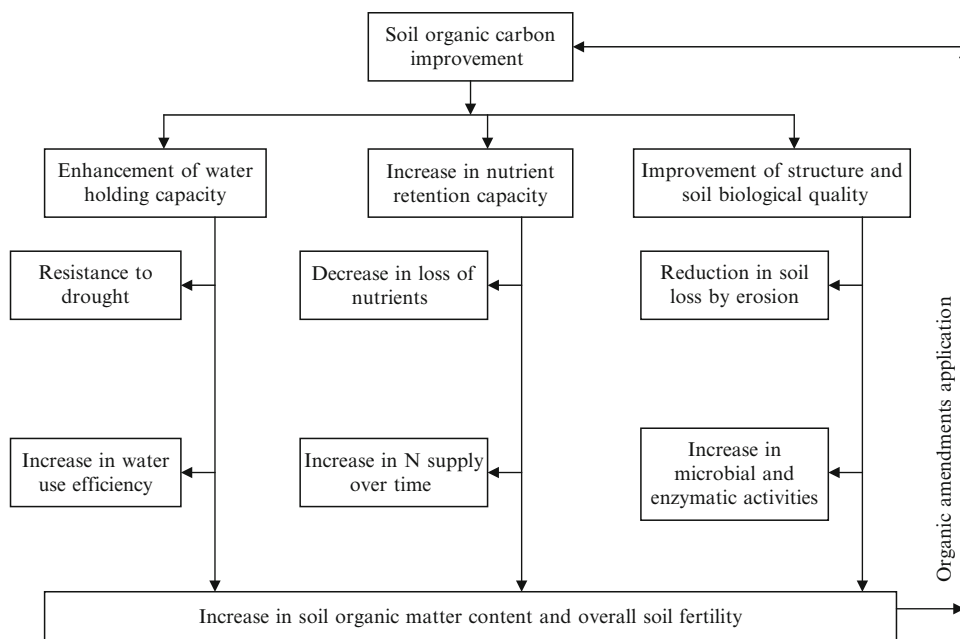 Soil organic carbon
improvement
Enhancement of water
holding capacity
Increase in nutrient
retention capacity
Improvement of structure and
soil biological quality
Resistance to
drought
Decrease in loss of
nutrients
Reduction in soil
loss by erosion
Increase in water
use efficiency
Increase in N supply
over time
Increase in
microbial and
enzymatic activities
Organic amendments application
Increase in soil organic matter content and overall soil fertility